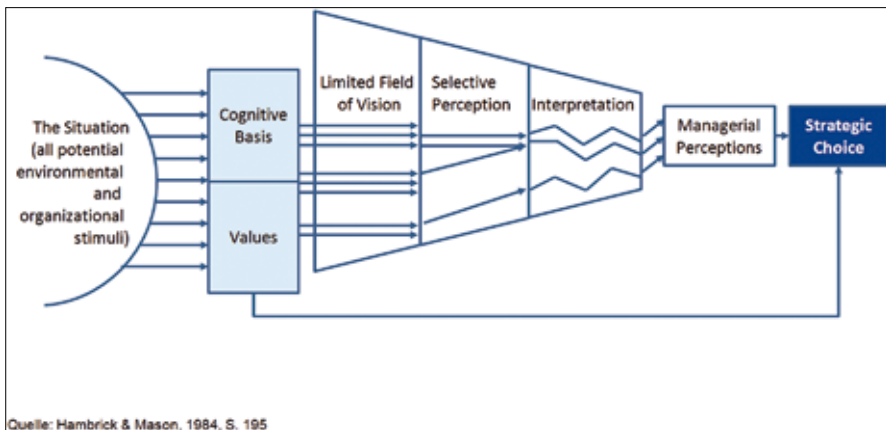 The Situation
(all potential
environmental
and
organizational
stimuli)
Cognitive
Basis
Values
Limited Field
of Vision
Selective
Perception
Interpretation
Managerial
Perceptions
Strategic
Choice
Quelle: Hambrick & Mason, 1984, S. 195